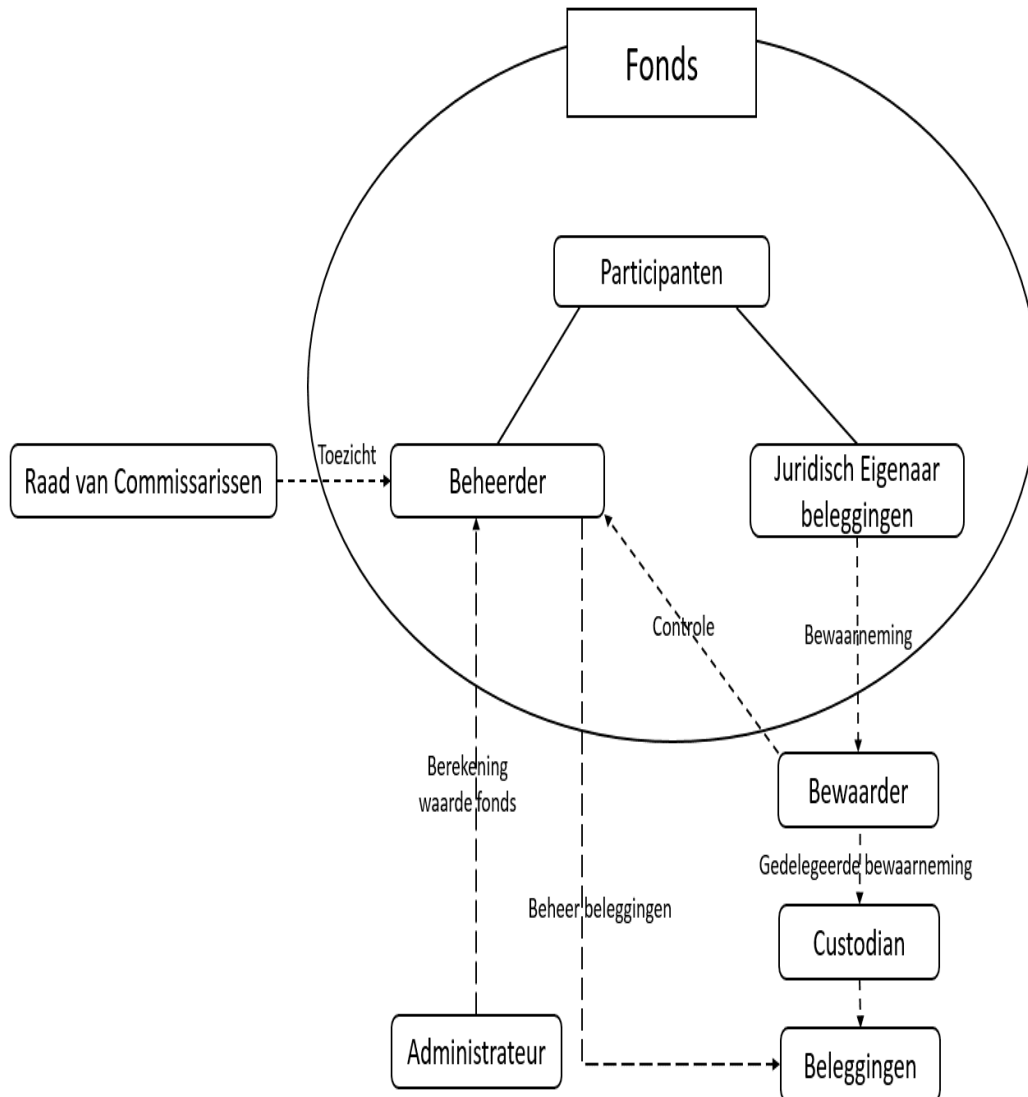 Fonds
Participanten
Raad van Commissarissen
Toezicht
Beheerder
Juridisch Eigenaar
beleggingen
Controle
Bewaarneming
Berekening
waarde fonds
Bewaarder
Gedelegeerde bewaarneming
Beheer beleggingen
Custodian
Administrateur
Beleggingen